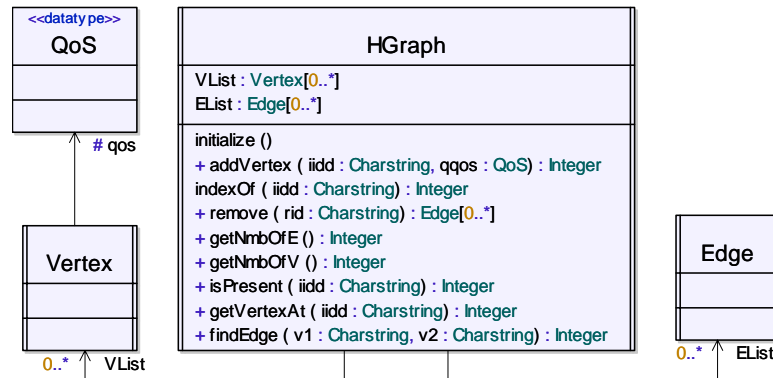 <<datatype>>
QoS
# qos
Vertex
0..* VList
HGraph
VList : Vertex[0..*]
EList : Edge[0..*]
initialize ()
+ addVertex ( iidd : Charstring, qqos : QoS) : Integer
indexOf ( iidd : Charstring) : Integer
+ remove ( rid : Charstring) : Edge[0..*]
+ getNmbOfE () : Integer
+ getNmbOfV () : Integer
+ isPresent ( iidd : Charstring) : Integer
+ getVertexAt ( iidd : Charstring) : Integer
+ findEdge ( v1 : Charstring, v2 : Charstring) : Integer
Edge
0..* EList